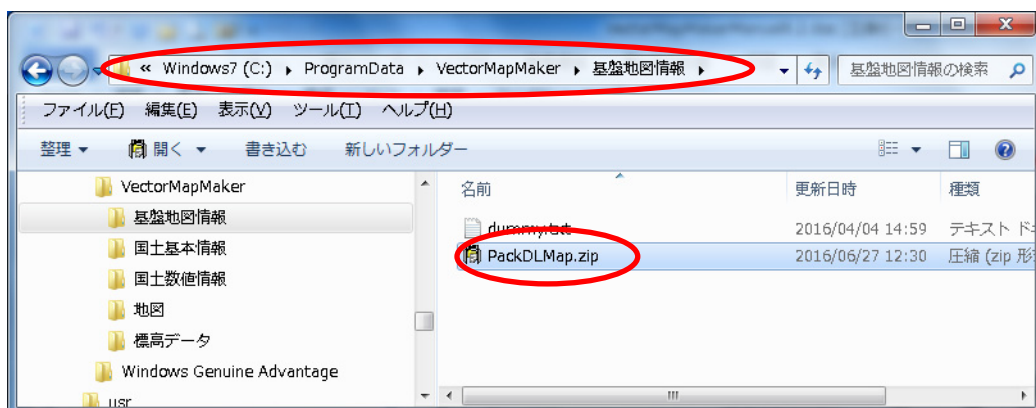 « Windows7 (C:) ▸ ProgramData ▸ VectorMapMaker ▸ 基盤地図情報 ▸ 基盤地図情報の検索
ファイル(F) 編集(E) 表示(V) ツール(T) ヘルプ(H)
整理 ▼ 開く ▼ 書き込む 新しいフォルダー
名前 更新日時 種類
VectorMapMaker
基盤地図情報
国土基本情報
国土数値情報
地図
標高データ
Windows Genuine Advantage
usr
dummy.txt 2016/04/04 14:59 テキスト ド
PackDLMap.zip 2016/06/27 12:30 圧縮 (zip 形